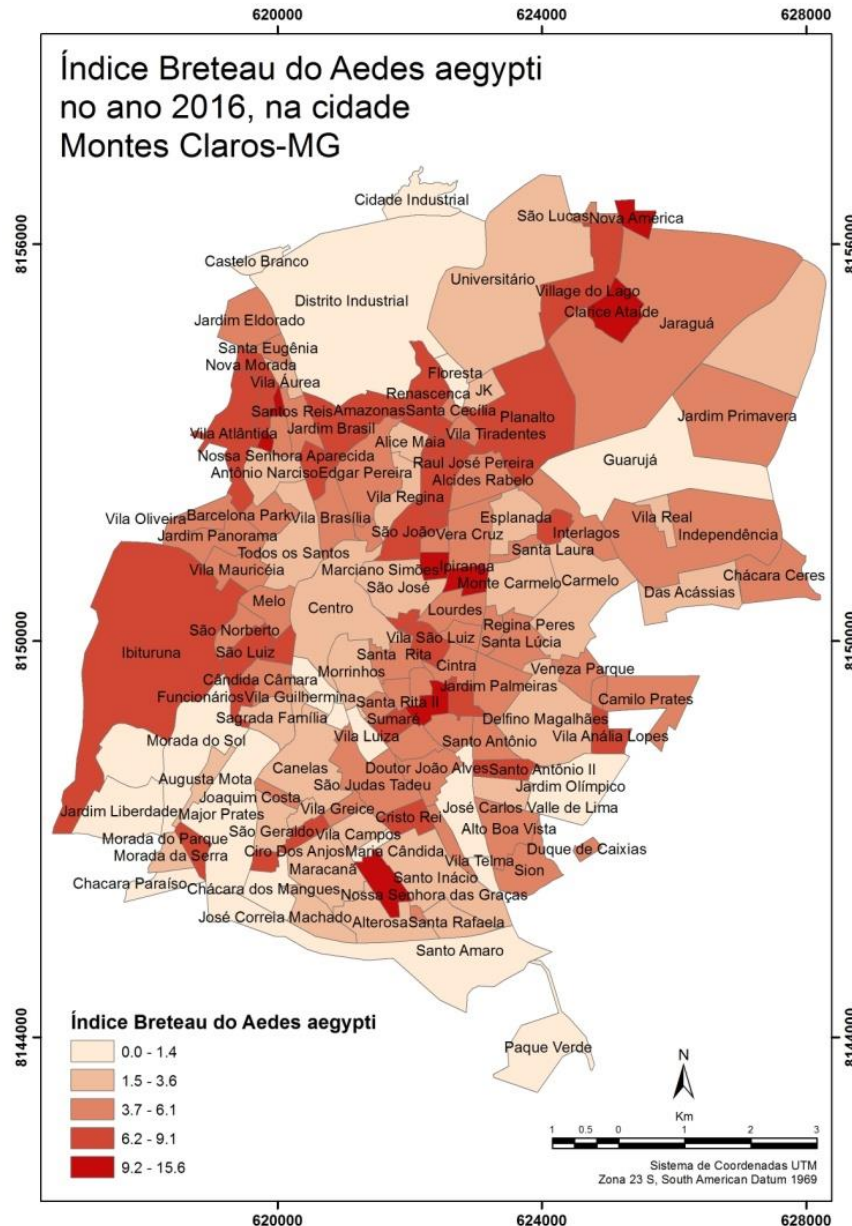 620000 624000 628000
Índice Breteau do Aedes aegypti
no ano 2016, na cidade
Montes Claros-MG
Cidade Industrial
São Lucas Nova América
8156000 8156000
Castelo Branco
Universitário
Distrito Industrial
Village do Lago
Clarice Ataíde
Jaraguá
Jardim Eldorado
Santa Eugênia
Nova Morada
Floresta
Vila Áurea
Renascença JK
Santos Reis Amazonas Santa Cecília
Planalto
Jardim Primavera
Jardim Brasil
Vila Atlântida
Vila Tiradentes
Alice Maia
Nossa Senhora Aparecida
Raul José Pereira
Guarujá
Antônio Narciso Edgar Pereira
Alcides Rabelo
Vila Regina
Vila Oliveira Barcelona Park Vila Brasília
Esplanada
Vila Real
Jardim Panorama
São João Vera Cruz
Interlagos
Independência
Todos os Santos
Santa Laura
Vila Mauricéia
Marciano Simões Ipiranga
Monte Carmelo Carmelo
Chácara Ceres
São José
Das Acássias
Melo
Centro
Lourdes
Regina Peres
São Norberto
Vila São Luiz
Santa Lúcia
8150000 8150000
Ibituruna
São Luiz
Santa Rita
Cintra
Morrinhos
Veneza Parque
Cândida Câmara
Jardim Palmeiras
Funcionários Vila Guilhermina
Santa Rita II
Camilo Prates
Sagrada Família
Sumaré
Delfino Magalhães
Morada do Sol
Vila Luiza
Santo Antônio
Vila Anália Lopes
Augusta Mota
Canelas
Doutor João Alves Santo Antônio II
São Judas Tadeu
Jardim Olímpico
Joaquim Costa
Jardim Liberdade
Major Prates
Vila Greice
José Carlos Valle de Lima
Cristo Rei
Morada do Parque
São Geraldo
Vila Campos
Alto Boa Vista
Morada da Serra
Ciro Dos Anjos Maria Cândida
Duque de Caixias
Vila Telma
Maracanã
Santo Inácio
Sion
Chacara Paraíso
Chácara dos Mangues
Nossa Senhora das Graças
José Correia Machado
Alterosa Santa Rafaela
Santo Amaro
Índice Breteau do Aedes aegypti
0.0 - 1.4
1.5 - 3.6
3.7 - 6.1
6.2 - 9.1
9.2 - 15.6
8144000 8144000
Paque Verde
N
Km
1 0.5 0 1 2 3
Sistema de Coordenadas UTM
Zona 23 S, South American Datum 1969
620000 624000 628000